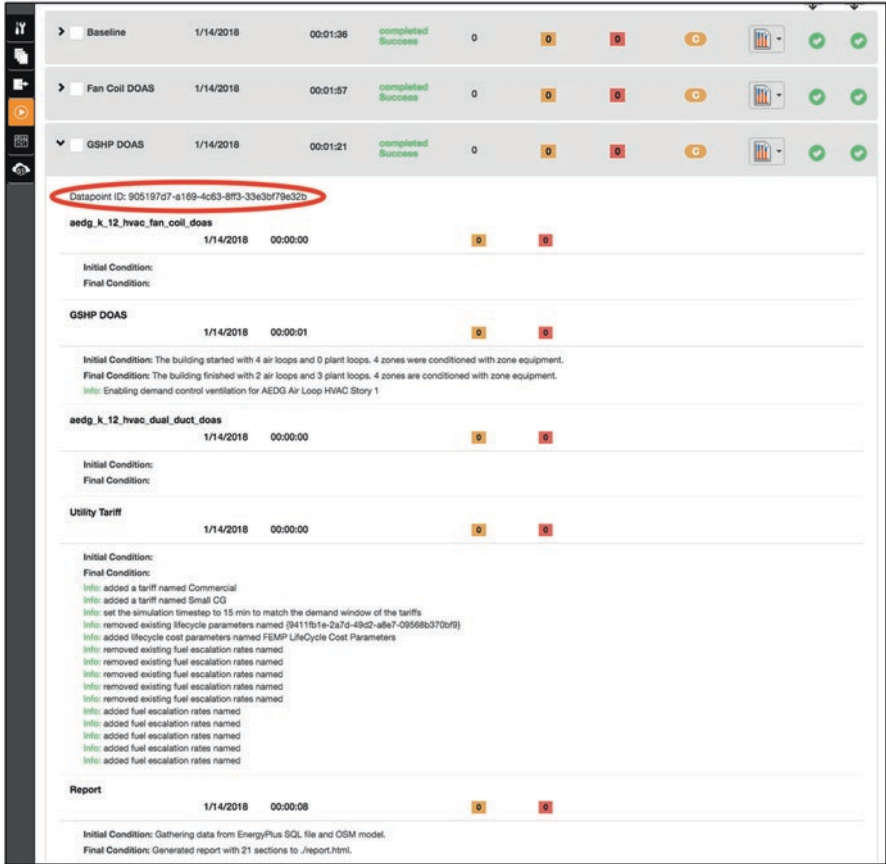 Baseline 1/14/2018 00:01:36 completed Success 0 0 0 C
Fan Coil DOAS 1/14/2018 00:01:57 completed Success 0 0 0 C
GSHP DOAS 1/14/2018 00:01:21 completed Success 0 0 0 C
Datapoint ID: 905197d7-a169-4c63-8ff3-33e3bf79e32b
aedg_k_12_hvac_fan_coil_doas
1/14/2018 00:00:00 0 0
Initial Condition:
Final Condition:
GSHP DOAS
1/14/2018 00:00:01 0 0
Initial Condition: The building started with 4 air loops and 0 plant loops. 4 zones were conditioned with zone equipment.
Final Condition: The building finished with 2 air loops and 3 plant loops. 4 zones are conditioned with zone equipment.
Info: Enabling demand control ventilation for AEDG Air Loop HVAC Story 1
aedg_k_12_hvac_dual_duct_doas
1/14/2018 00:00:00 0 0
Initial Condition:
Final Condition:
Utility Tariff
1/14/2018 00:00:00 0 0
Initial Condition:
Final Condition:
Info: added a tariff named Commercial
Info: added a tariff named Small CG
Info: set the simulation timestep to 15 min to match the demand window of the tariffs
Info: removed existing lifecycle parameters named {9411fb1e-2a7d-49d2-a8e7-09568b370bf9}
Info: added lifecycle cost parameters named FEMP LifeCycle Cost Parameters
Info: removed existing fuel escalation rates named
Info: removed existing fuel escalation rates named
Info: removed existing fuel escalation rates named
Info: removed existing fuel escalation rates named
Info: removed existing fuel escalation rates named
Info: added fuel escalation rates named
Info: added fuel escalation rates named
Info: added fuel escalation rates named
Info: added fuel escalation rates named
Info: added fuel escalation rates named
Report
1/14/2018 00:00:08 0 0
Initial Condition: Gathering data from EnergyPlus SQL file and OSM model.
Final Condition: Generated report with 21 sections to ./report.html.